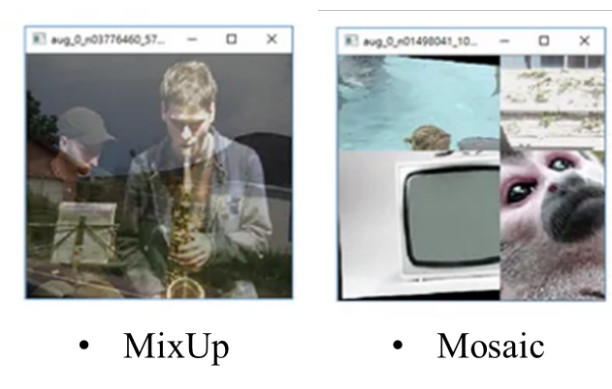 aug_0_n03776460_57...
aug_0_n01498041_10...
• MixUp
• Mosaic